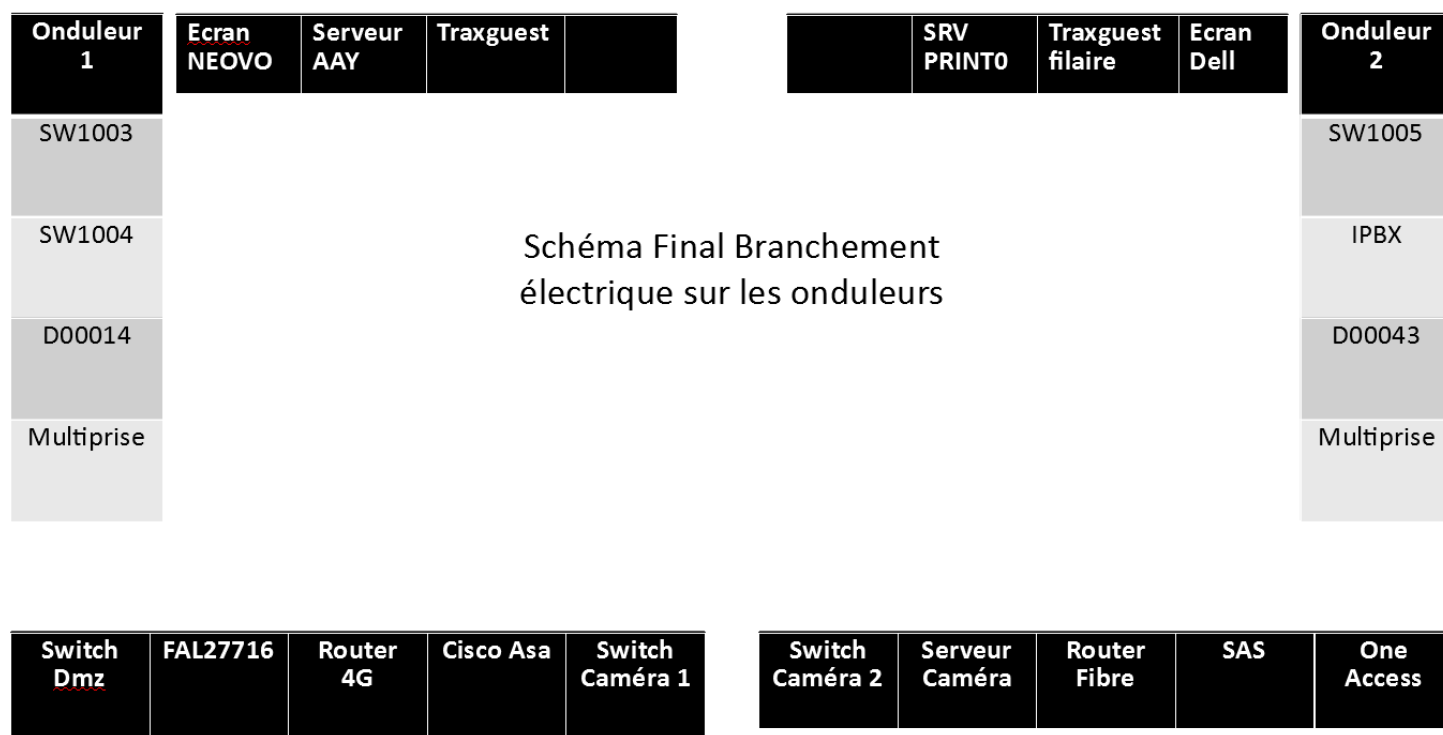 Onduleur
1
Ecran
NEOVO
Serveur
AAY
Traxguest
SRV
PRINT0
Traxguest
filaire
Ecran
Dell
Onduleur
2
SW1003
SW1004
D00014
Multiprise
Schéma Final Branchement
électrique sur les onduleurs
SW1005
IPBX
D00043
Multiprise
Switch
Dmz
FAL27716
Router
4G
Cisco Asa
Switch
Caméra 1
Switch
Caméra 2
Serveur
Caméra
Router
Fibre
SAS
One
Access